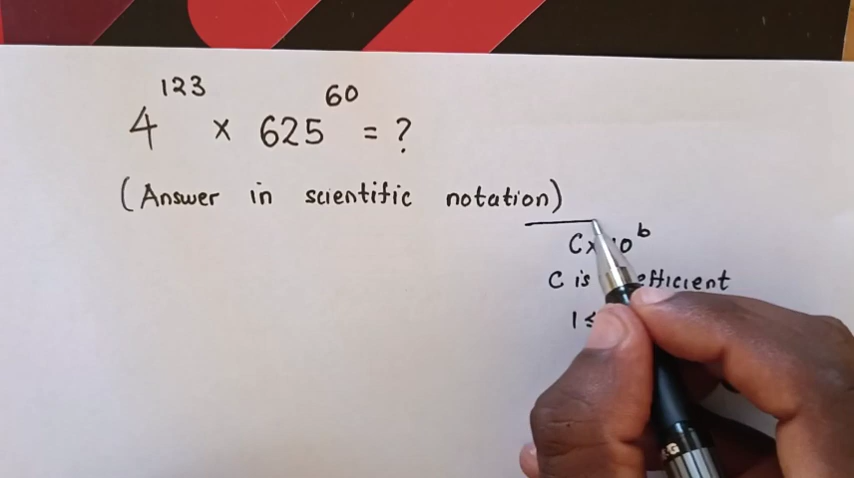 4^123 x 625^60 = ?
(Answer in scientific notation)
C 10^b
C is
1 ≤
&G